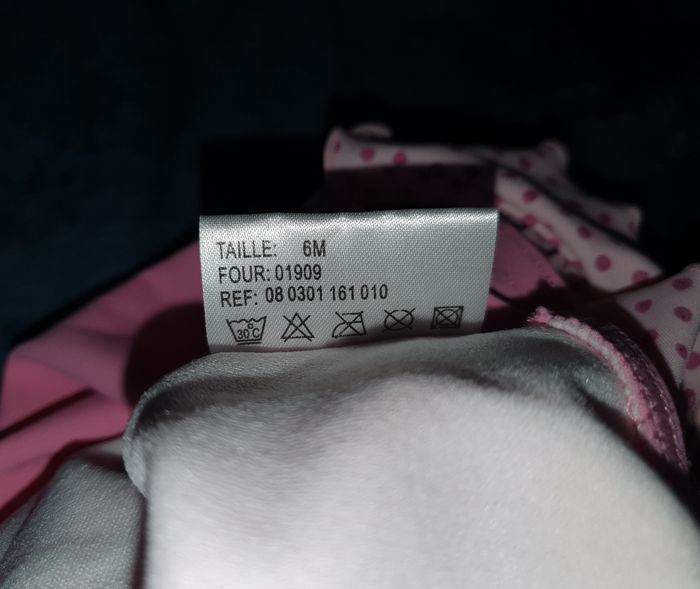 TAILLE: 6M
FOUR: 01909
REF: 08 0301 161 010
30°C